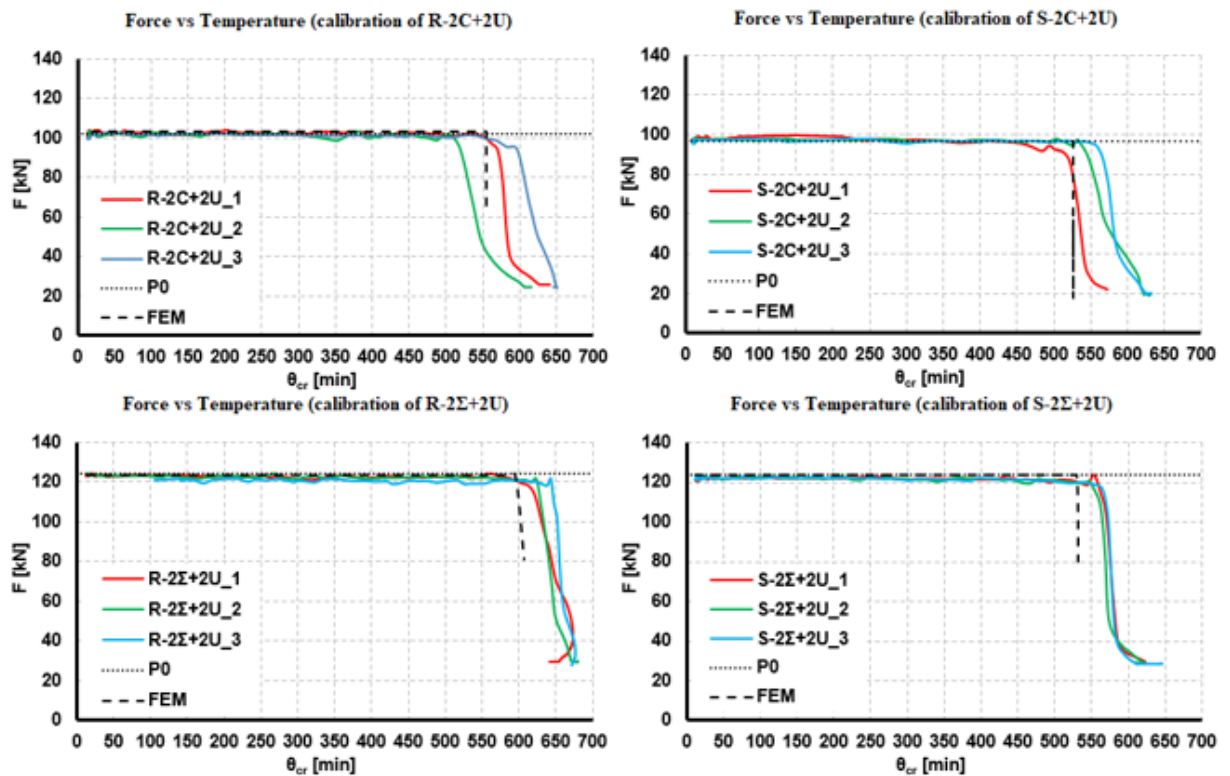 Force vs Temperature (calibration of R-2C+2U)
140
120
100
80
60
40
20
0
F [kN]
R-2C+2U_1
R-2C+2U_2
R-2C+2U_3
P0
FEM
0 50 100 150 200 250 300 350 400 450 500 550 600 650 700
θcr [min]
Force vs Temperature (calibration of S-2C+2U)
140
120
100
80
60
40
20
0
F [kN]
S-2C+2U_1
S-2C+2U_2
S-2C+2U_3
P0
FEM
0 50 100 150 200 250 300 350 400 450 500 550 600 650 700
θcr [min]
Force vs Temperature (calibration of R-2Σ+2U)
140
120
100
80
60
40
20
0
F [kN]
R-2Σ+2U_1
R-2Σ+2U_2
R-2Σ+2U_3
P0
FEM
0 50 100 150 200 250 300 350 400 450 500 550 600 650 700
θcr [min]
Force vs Temperature (calibration of S-2Σ+2U)
140
120
100
80
60
40
20
0
F [kN]
S-2Σ+2U_1
S-2Σ+2U_2
S-2Σ+2U_3
P0
FEM
0 50 100 150 200 250 300 350 400 450 500 550 600 650 700
θcr [min]